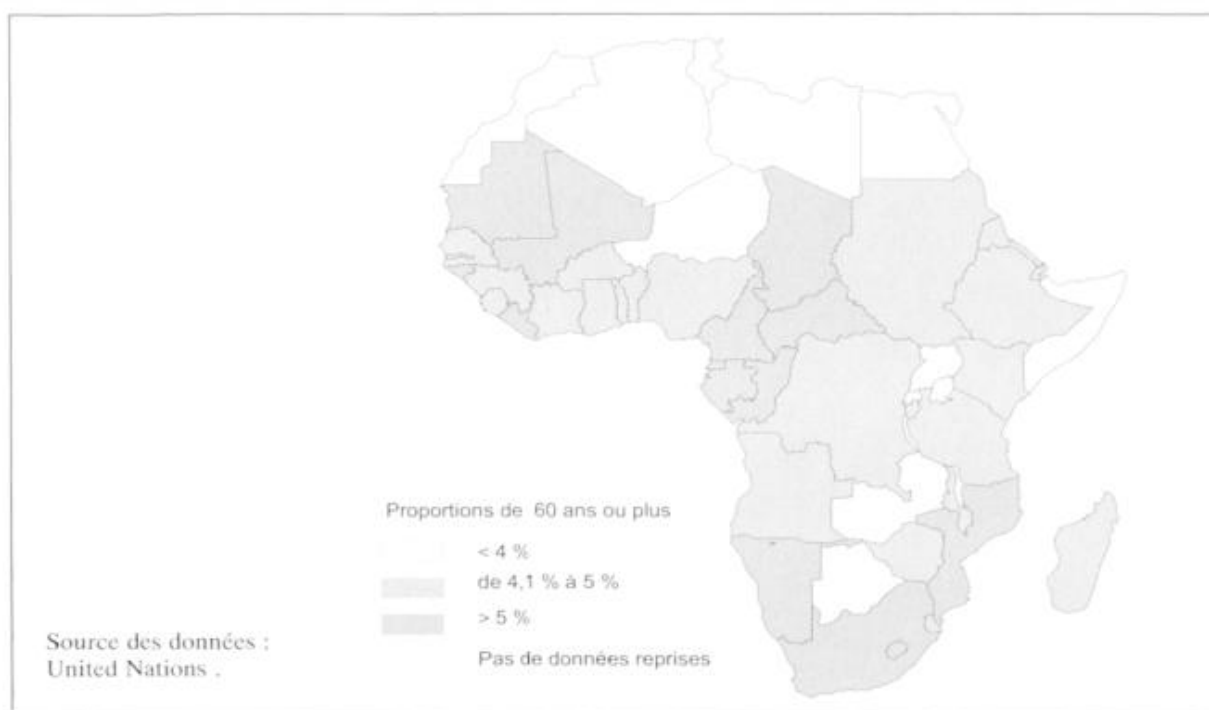 Proportions de 60 ans ou plus
< 4 %
de 4,1 % à 5 %
> 5 %
Pas de données reprises
Source des données :
United Nations .